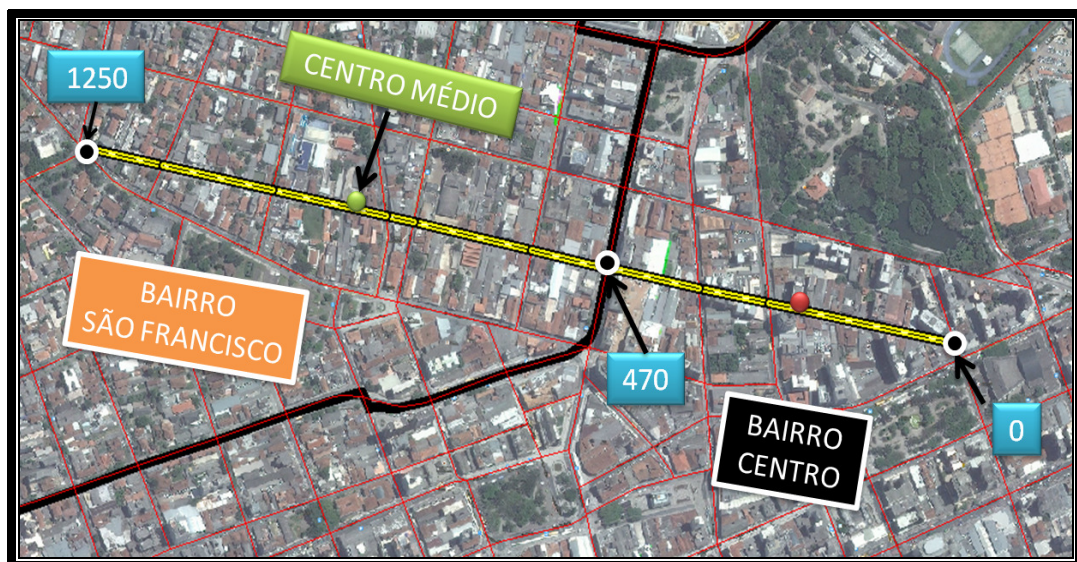 1250
CENTRO MÉDIO
BAIRRO
SÃO FRANCISCO
470
BAIRRO
CENTRO
0